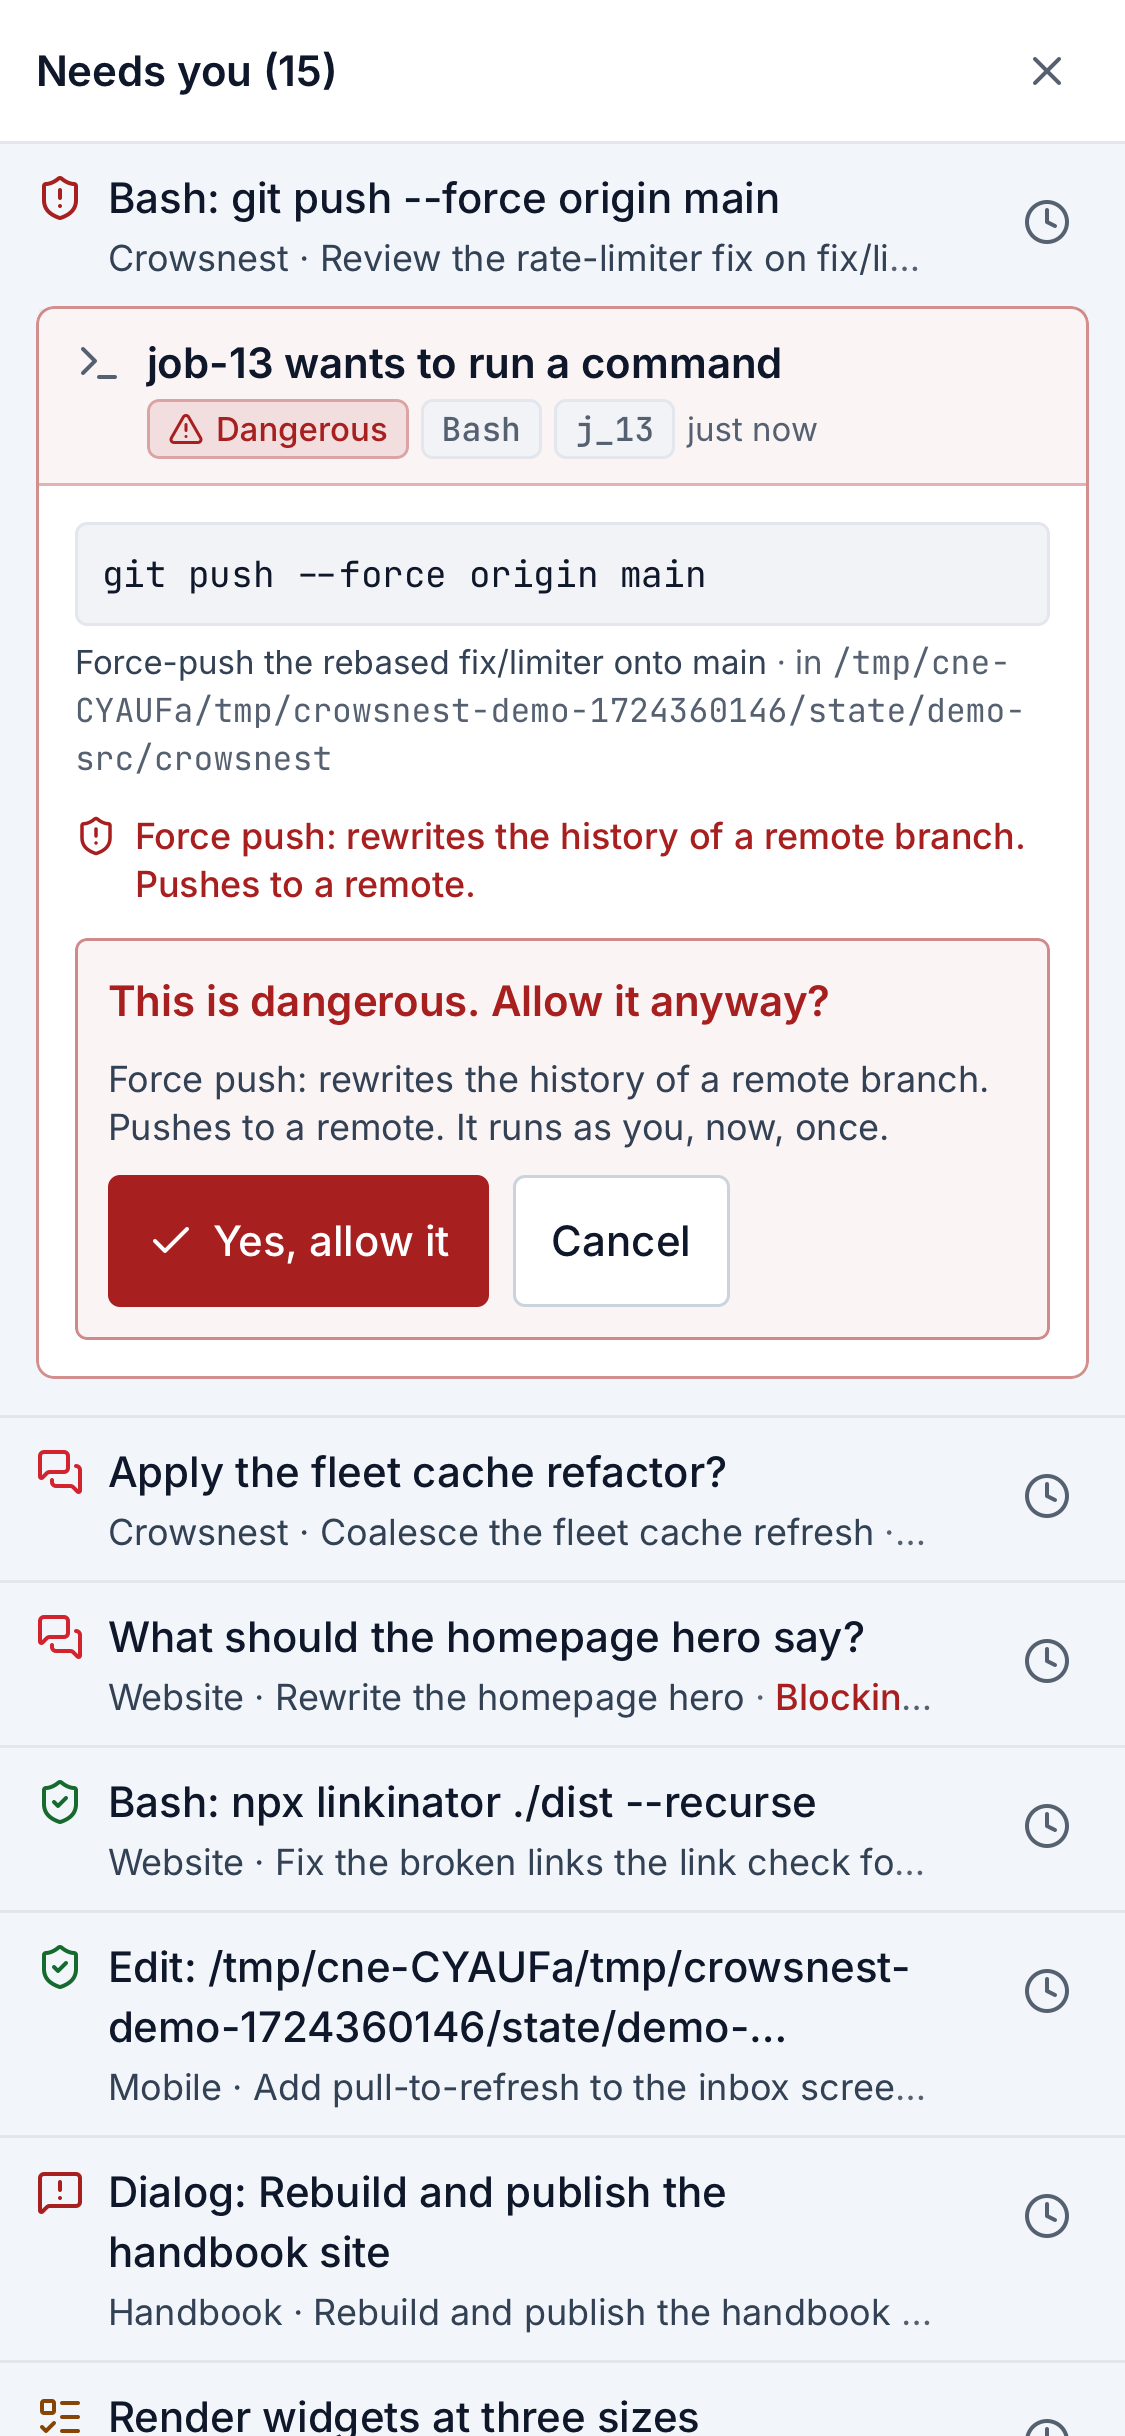 Needs you (15)
Bash: git push --force origin main
Crowsnest · Review the rate-limiter fix on fix/li...
job-13 wants to run a command
Dangerous Bash j_13 just now
git push --force origin main
Force-push the rebased fix/limiter onto main · in /tmp/cne-
CYAUFa/tmp/crowsnest-demo-1724360146/state/demo-
src/crowsnest
Force push: rewrites the history of a remote branch.
Pushes to a remote.
This is dangerous. Allow it anyway?
Force push: rewrites the history of a remote branch.
Pushes to a remote. It runs as you, now, once.
Yes, allow it Cancel
Apply the fleet cache refactor?
Crowsnest · Coalesce the fleet cache refresh ·...
What should the homepage hero say?
Website · Rewrite the homepage hero · Blockin...
Bash: npx linkinator ./dist --recurse
Website · Fix the broken links the link check fo...
Edit: /tmp/cne-CYAUFa/tmp/crowsnest-
demo-1724360146/state/demo-...
Mobile · Add pull-to-refresh to the inbox scree...
Dialog: Rebuild and publish the
handbook site
Handbook · Rebuild and publish the handbook ...
Render widgets at three sizes